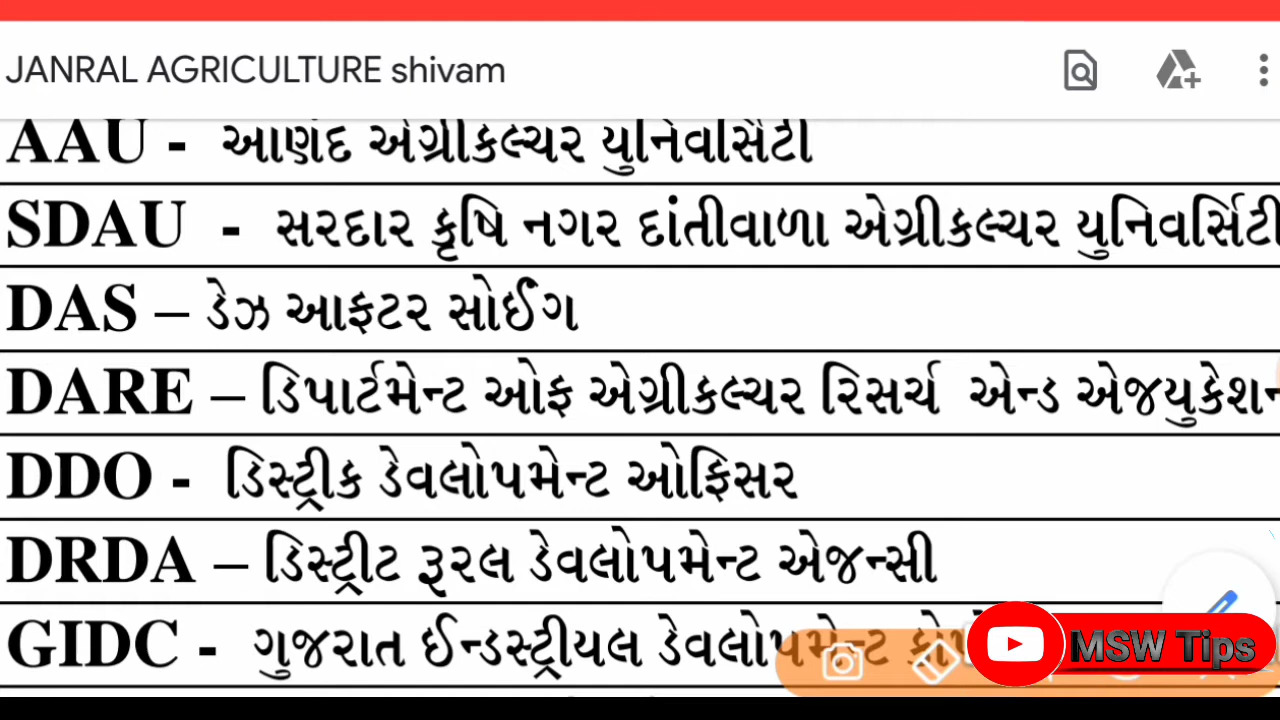 JANRAL AGRICULTURE shivam
AAU - આણંદ એગ્રીકલ્ચર યુનિવર્સિટી
SDAU - સરદાર કૃષિ નગર દાંતીવાળા એગ્રીકલ્ચર યુનિવર્સિટી
DAS – ડેઝ આફટર સોઈંગ
DARE – ડિપાર્ટમેન્ટ ઓફ એગ્રીકલ્ચર રિસર્ચ એન્ડ એજયુકેશન
DDO - ડિસ્ટ્રીક ડેવલોપમેન્ટ ઓફિસર
DRDA – ડિસ્ટ્રીટ રૂરલ ડેવલોપમેન્ટ એજન્સી
GIDC - ગુજરાત ઈન્ડસ્ટ્રીયલ ડેવલોપમેન્ટ
MSW Tips